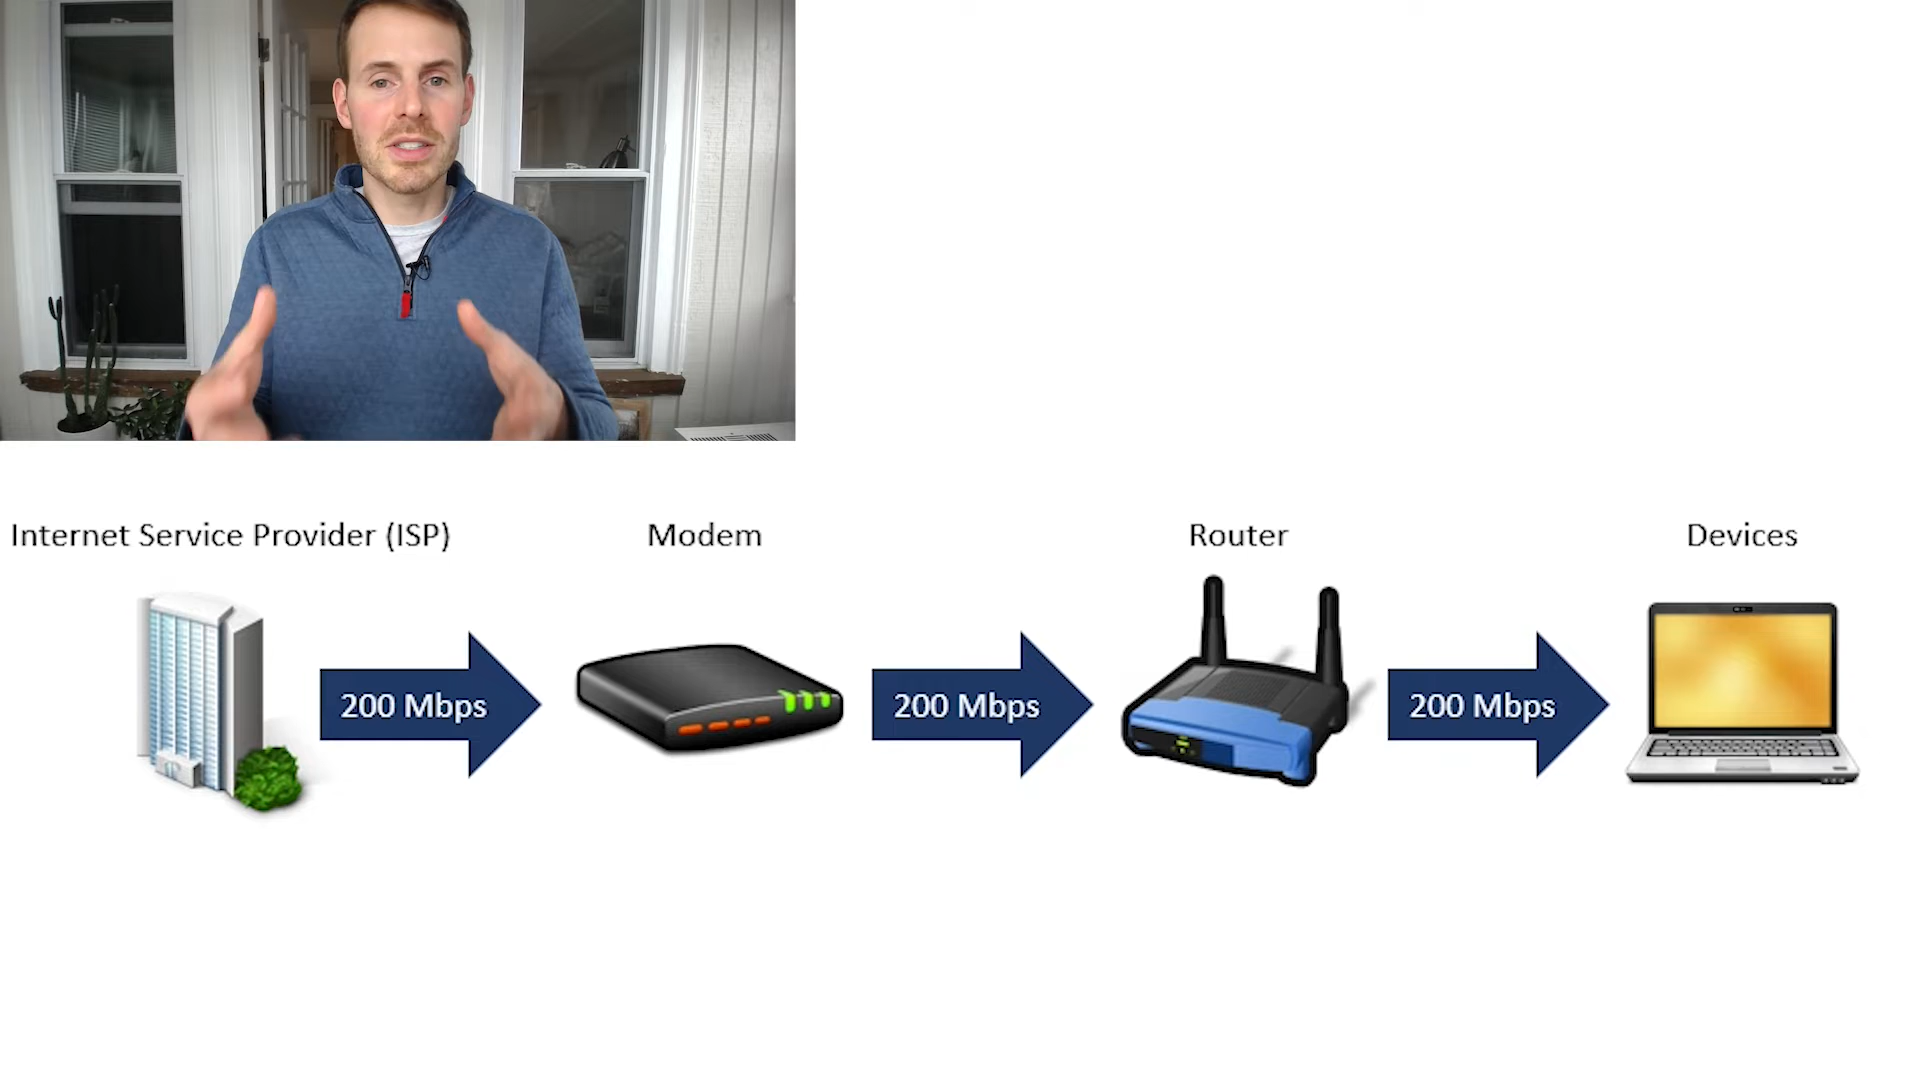 Internet Service Provider (ISP)
Modem
Router
Devices
200 Mbps
200 Mbps
200 Mbps